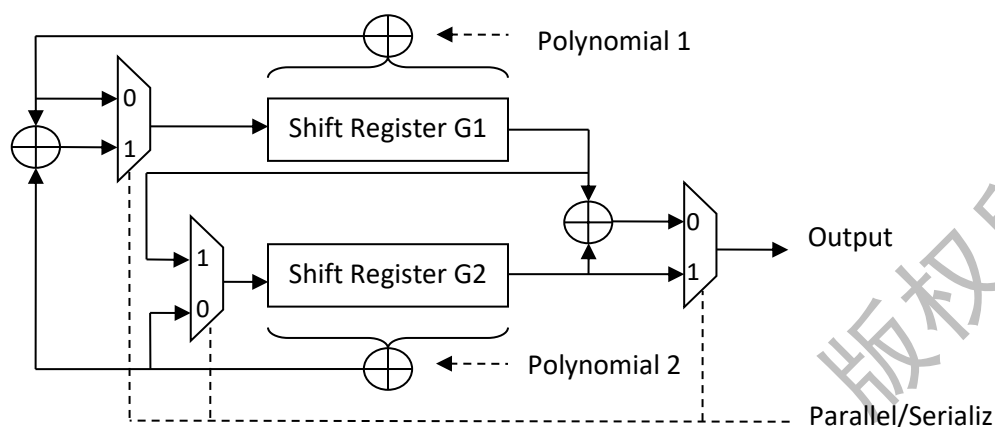 Polynomial 1
0
Shift Register G1
1
0
Output
1
Shift Register G2
1
0
Polynomial 2
Parallel/Serializ
版权